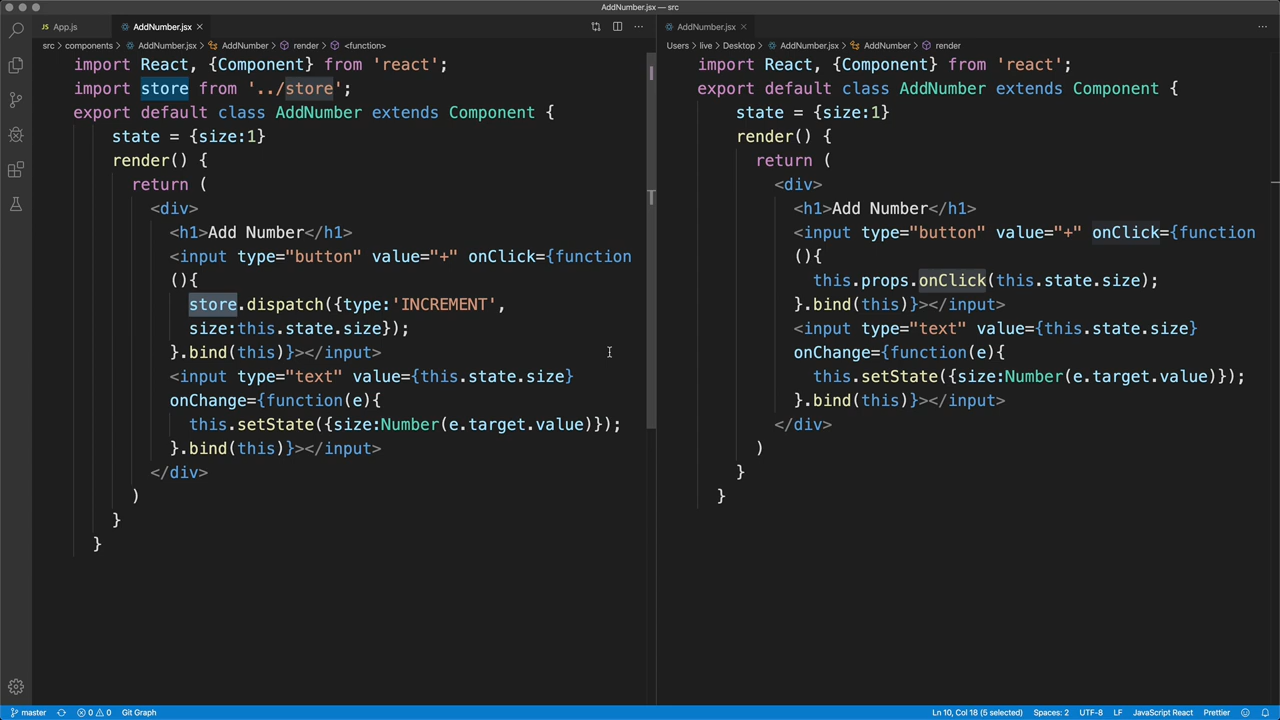 AddNumber.jsx — src
JS App.js
AddNumber.jsx ×
src › components › AddNumber.jsx › AddNumber › render › <function>
import React, {Component} from 'react';
import store from '../store';
export default class AddNumber extends Component {
state = {size:1}
render() {
return (
<div>
<h1>Add Number</h1>
<input type="button" value="+" onClick={function
(){
store.dispatch({type:'INCREMENT',
size:this.state.size});
}.bind(this)}></input>
<input type="text" value={this.state.size}
onChange={function(e){
this.setState({size:Number(e.target.value)});
}.bind(this)}></input>
</div>
)
}
}
AddNumber.jsx ×
Users › live › Desktop › AddNumber.jsx › AddNumber › render
import React, {Component} from 'react';
export default class AddNumber extends Component {
state = {size:1}
render() {
return (
<div>
<h1>Add Number</h1>
<input type="button" value="+" onClick={function
(){
this.props.onClick(this.state.size);
}.bind(this)}></input>
<input type="text" value={this.state.size}
onChange={function(e){
this.setState({size:Number(e.target.value)});
}.bind(this)}></input>
</div>
)
}
}
master 0 0 Git Graph Ln 10, Col 18 (5 selected) Spaces: 2 UTF-8 LF JavaScript React Prettier